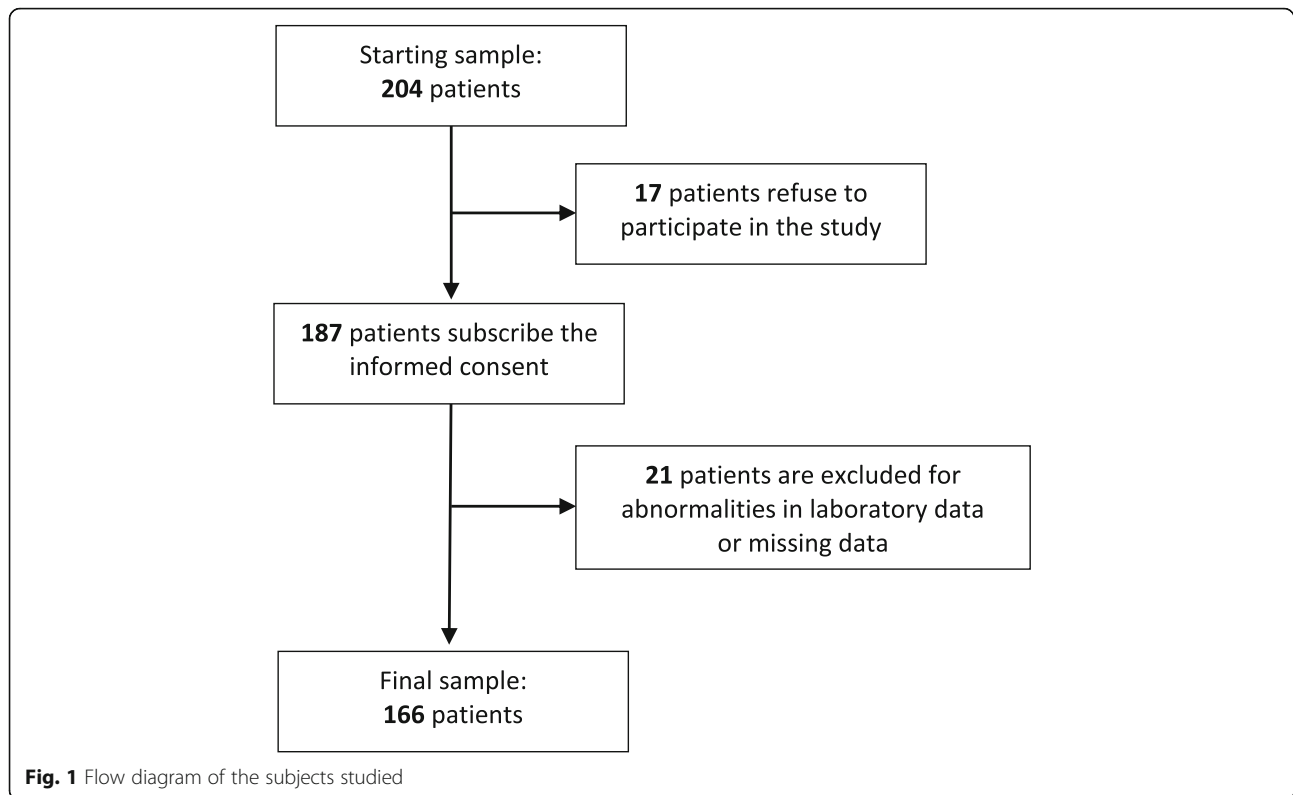 Starting sample:
204 patients
17 patients refuse to
participate in the study
187 patients subscribe the
informed consent
21 patients are excluded for
abnormalities in laboratory data
or missing data
Final sample:
166 patients
Fig. 1 Flow diagram of the subjects studied